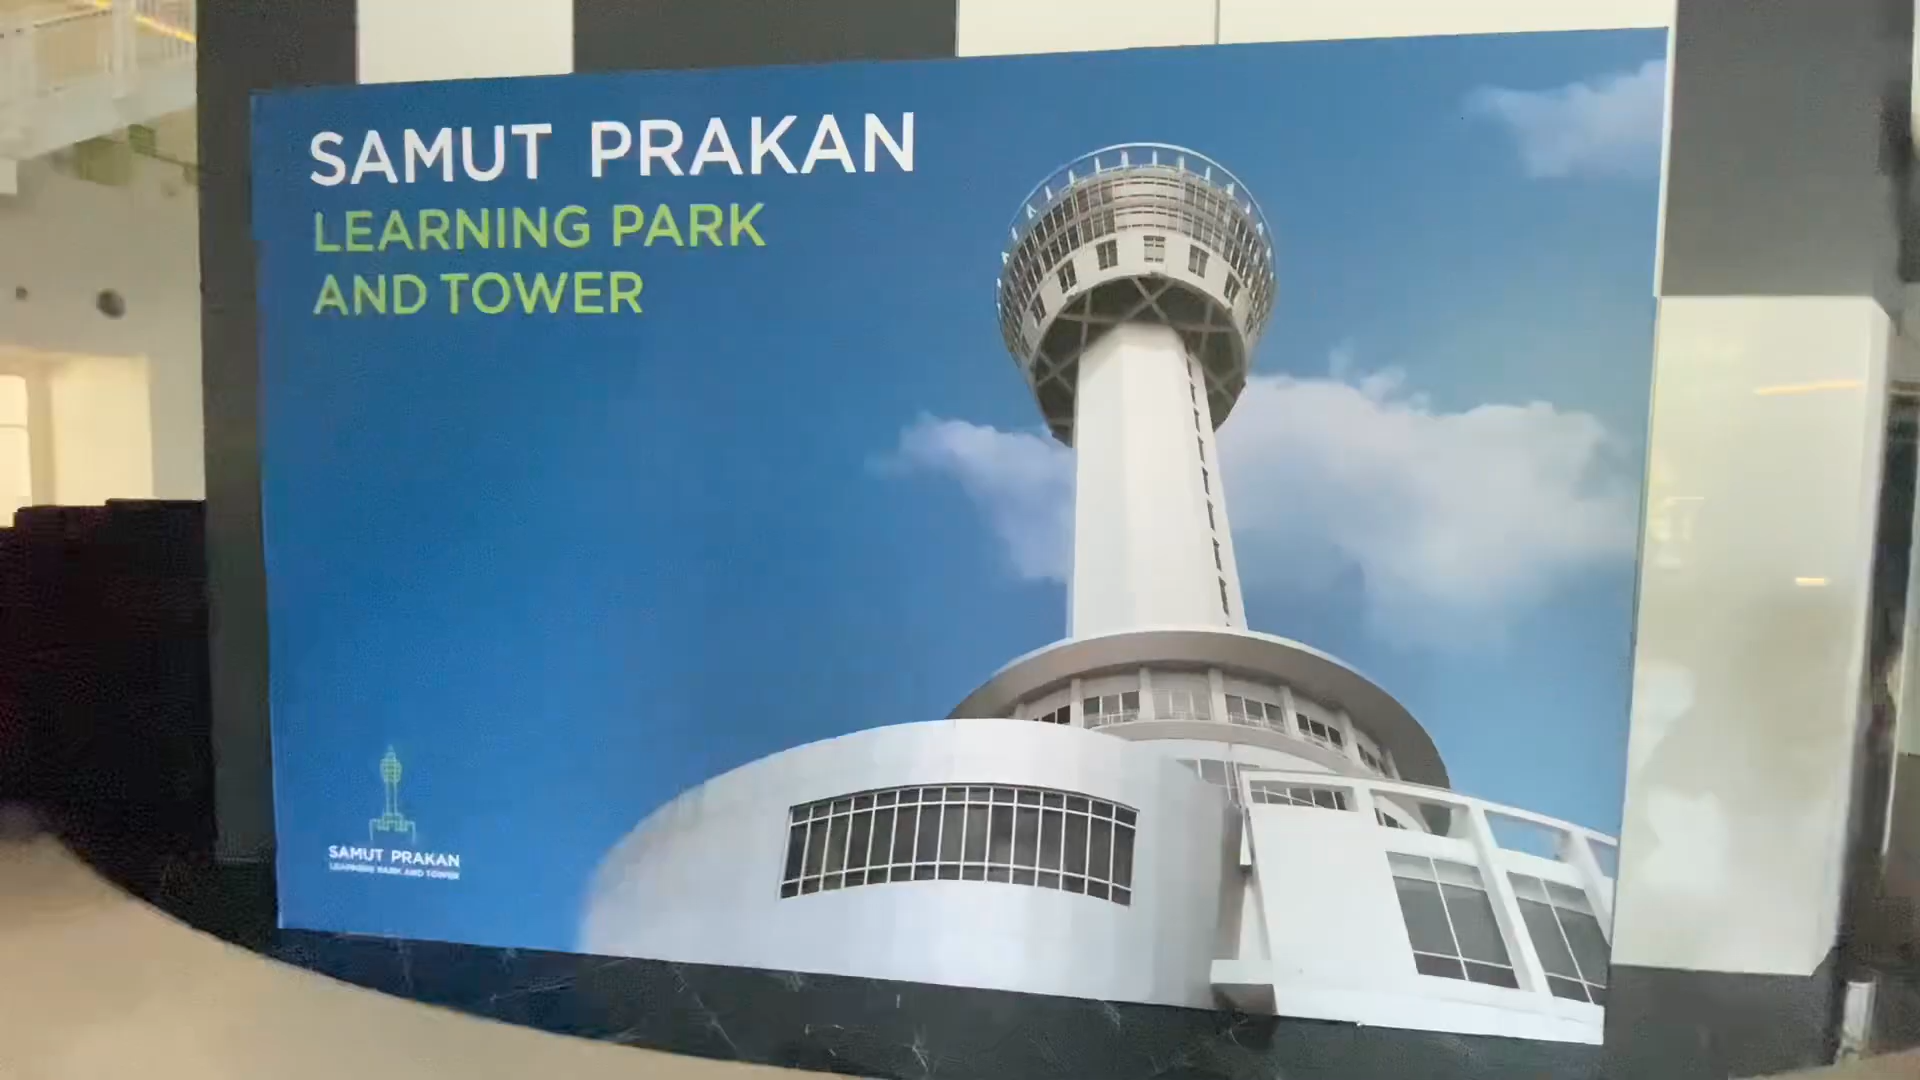 SAMUT PRAKAN
LEARNING PARK
AND TOWER
SAMUT PRAKAN
LEARNING PARK AND TOWER